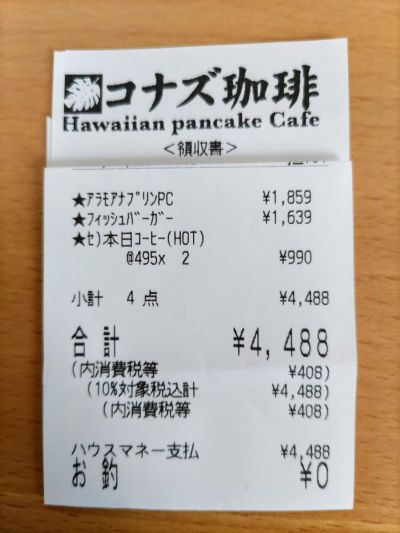 コナズ珈琲
Hawaiian pancake Cafe
<領収書>
★アラモアナプリンPC ¥1,859
★フィッシュバーガー ¥1,639
★セ)本日コーヒー(HOT)
@495x 2 ¥990
小計 4 点 ¥4,488
合計 ¥4,488
(内消費税等 ¥408)
(10%対象税込計 ¥4,488)
(内消費税等 ¥408)
ハウスマネー支払 ¥4,488
お釣 ¥0